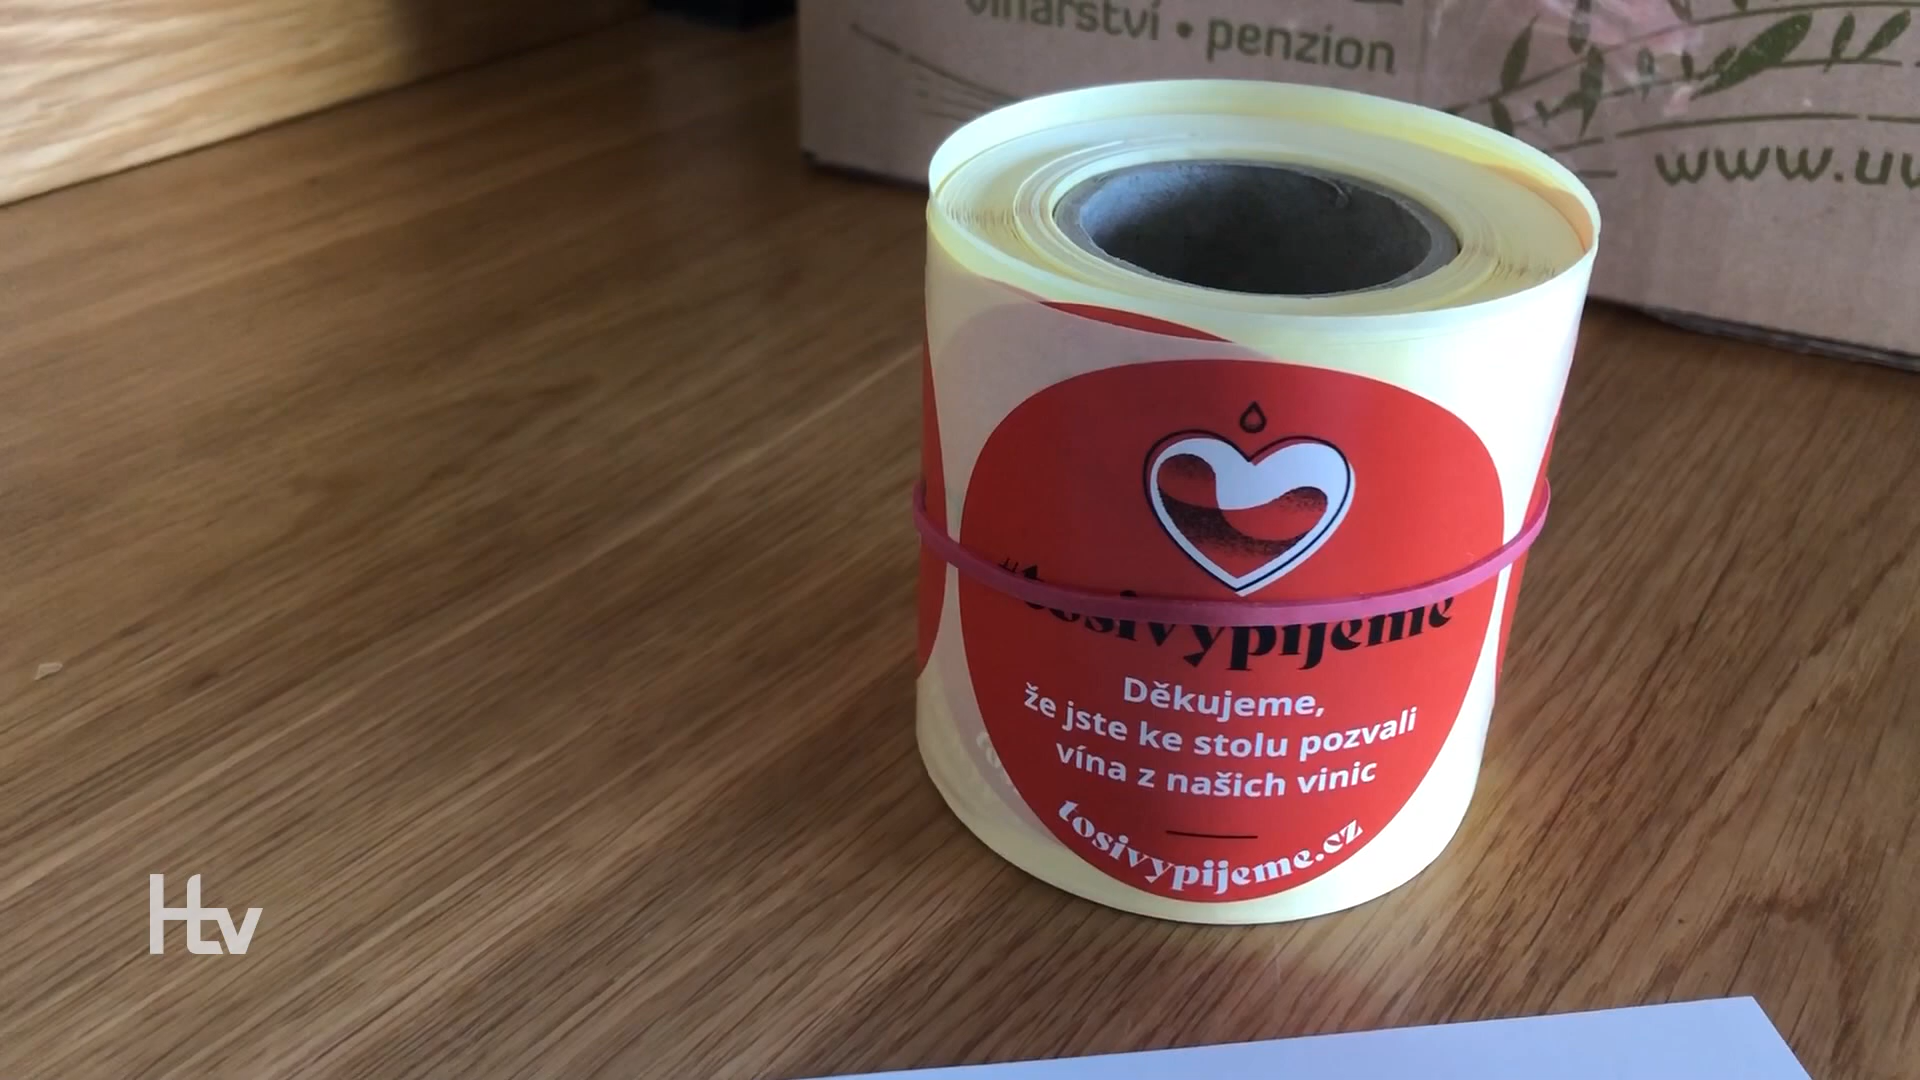 vinařství • penzion
www.uv
#tosivypijeme
Děkujeme,
že jste ke stolu pozvali
vína z našich vinic
tosivypijeme.cz
Htv